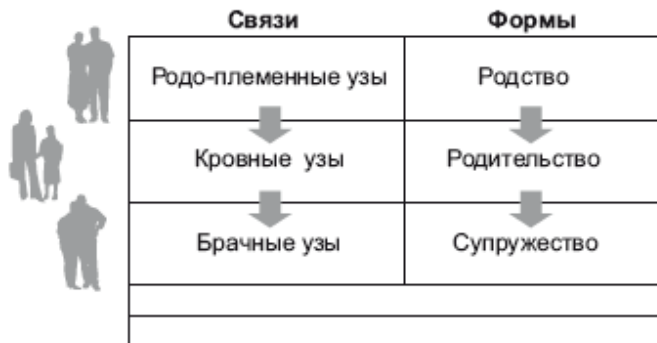 Связи Формы
Родо-племенные узы Родство
Кровные узы Родительство
Брачные узы Супружество